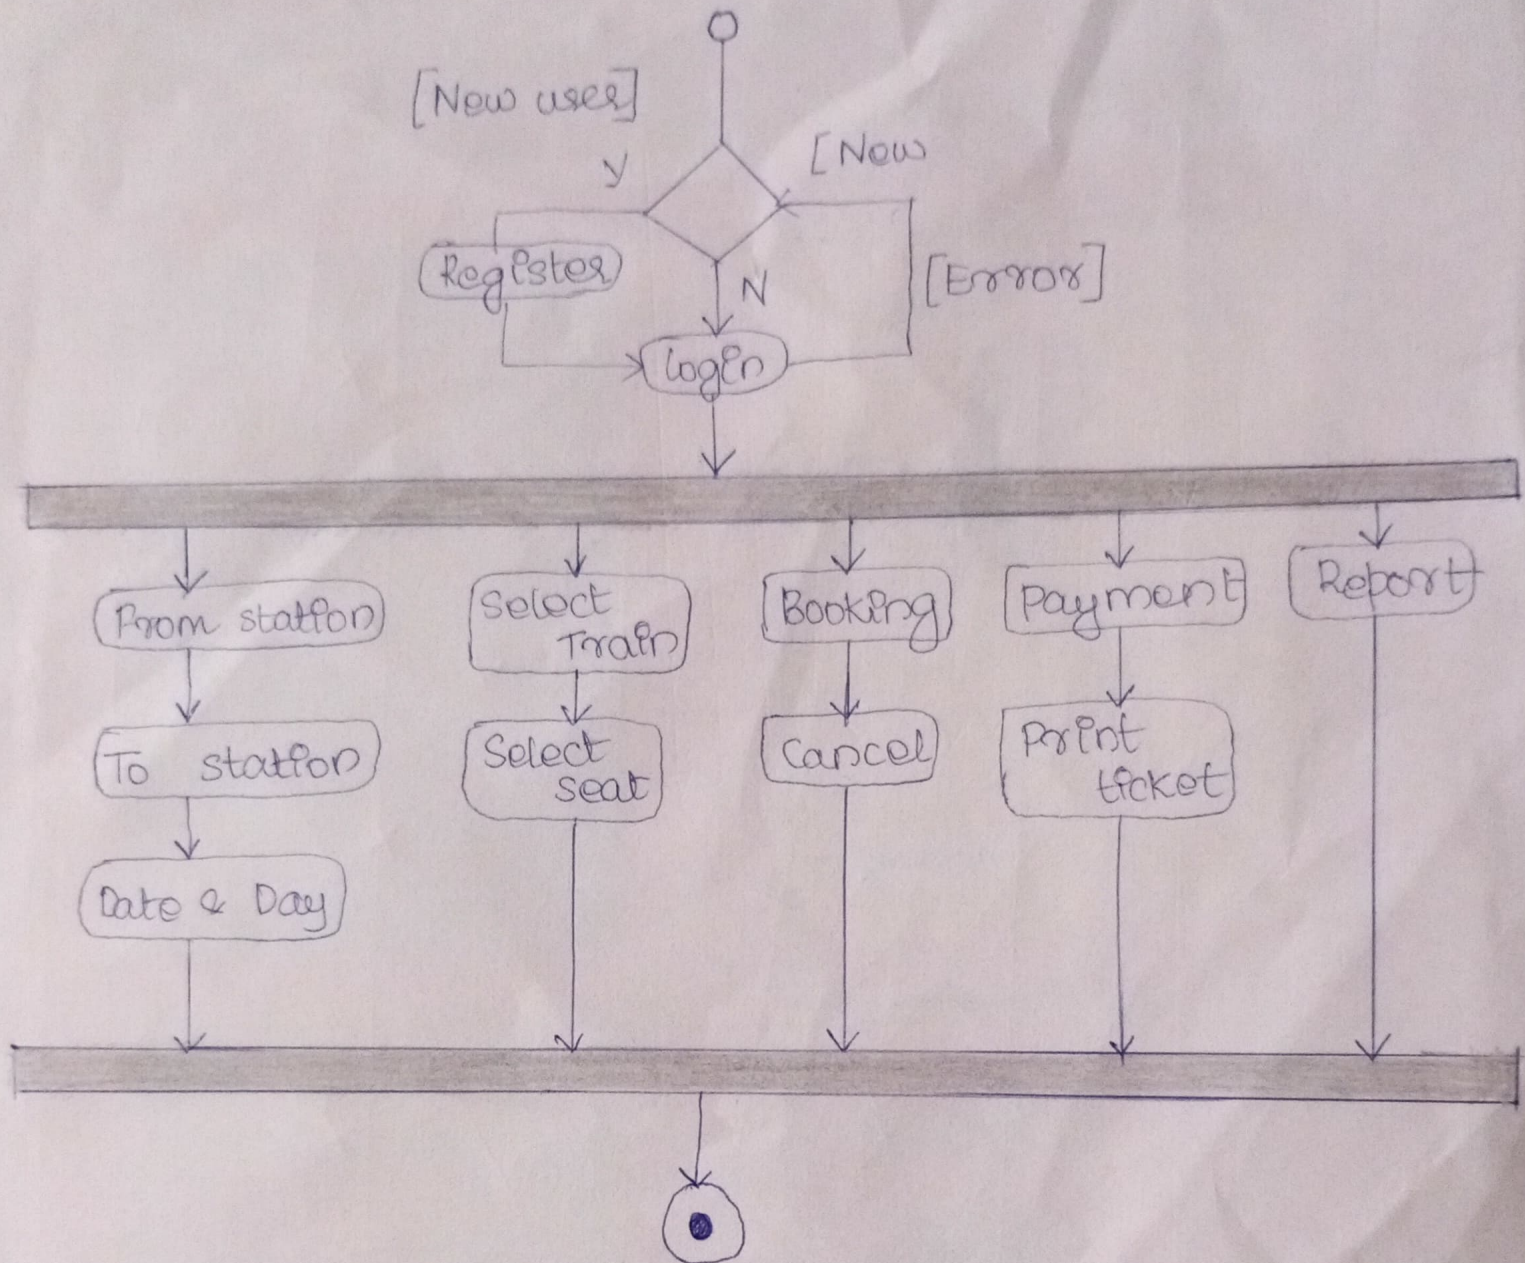 [New user]
Y
[New
Register
N
[Error]
Login
From station
Select
Train
Booking
Payment
Report
To station
Select
seat
Cancel
Print
ticket
Date & Day